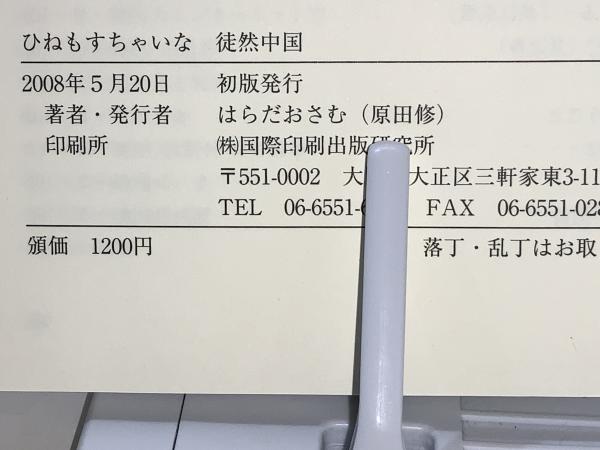 ひねもすちゃいな　徒然中国
2008年5月20日　初版発行
著者・発行者　はらだおさむ（原田修）
印刷所　㈱国際印刷出版研究所
〒551-0002　大　大正区三軒家東3-11
TEL　06-6551-　FAX　06-6551-028
頒価　1200円　落丁・乱丁はお取